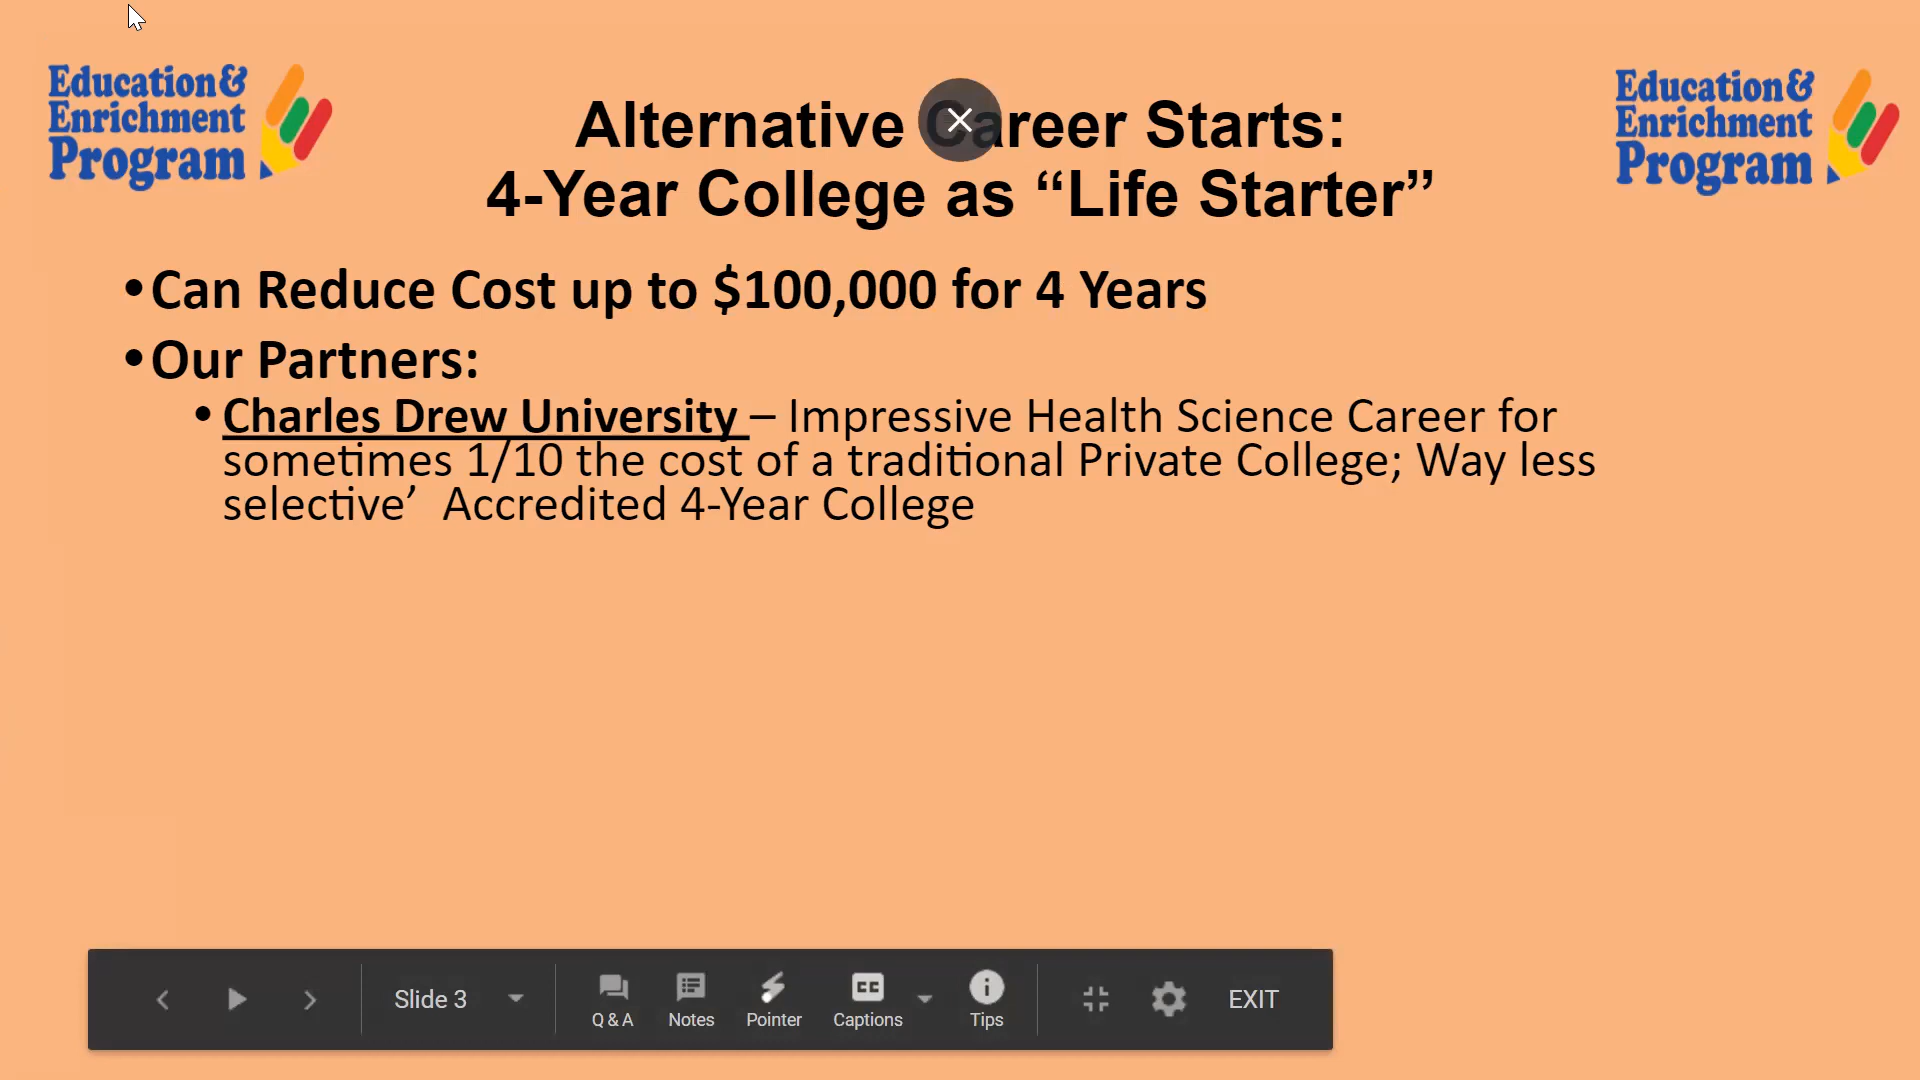 Education&
Enrichment
Program
Education&
Enrichment
Program
Alternative Career Starts:
4-Year College as “Life Starter”
•Can Reduce Cost up to $100,000 for 4 Years
•Our Partners:
•Charles Drew University – Impressive Health Science Career for
sometimes 1/10 the cost of a traditional Private College; Way less
selective’  Accredited 4-Year College
Slide 3
Q & A
Notes
Pointer
CC
Captions
Tips
EXIT